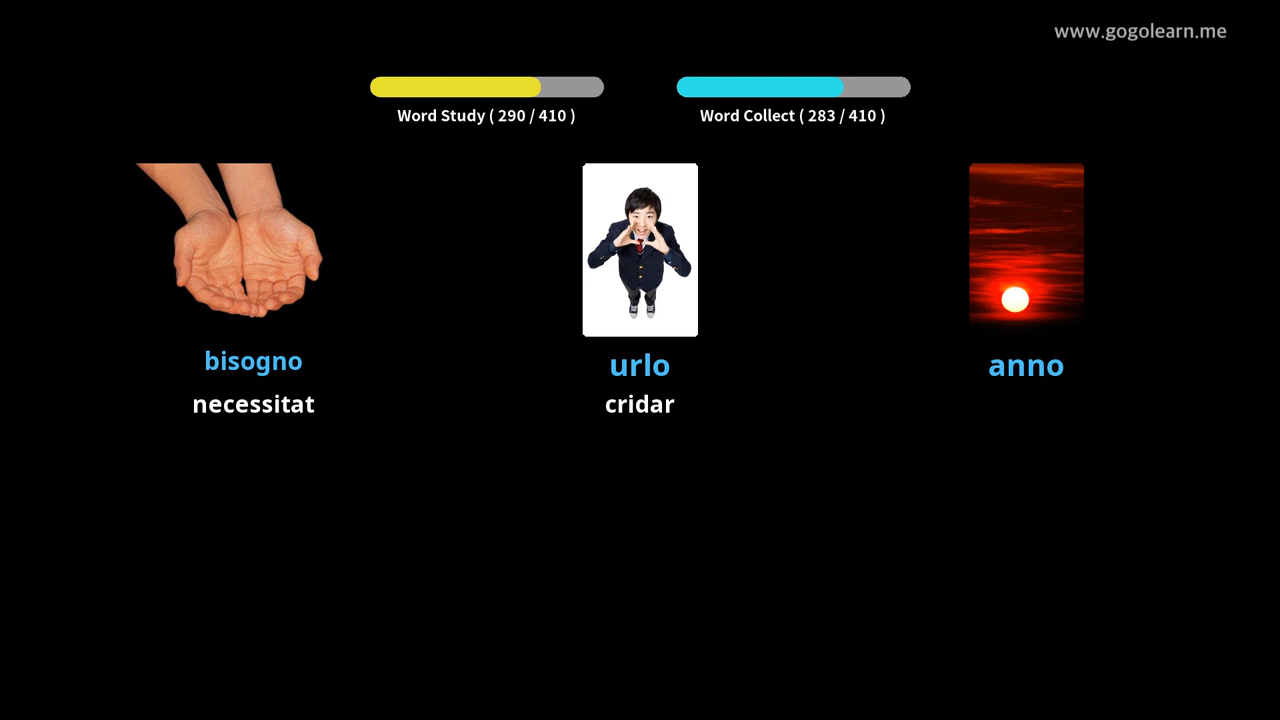 www.gogolearn.me
Word Study ( 290 / 410 )
Word Collect ( 283 / 410 )
bisogno
necessitat
urlo
cridar
anno